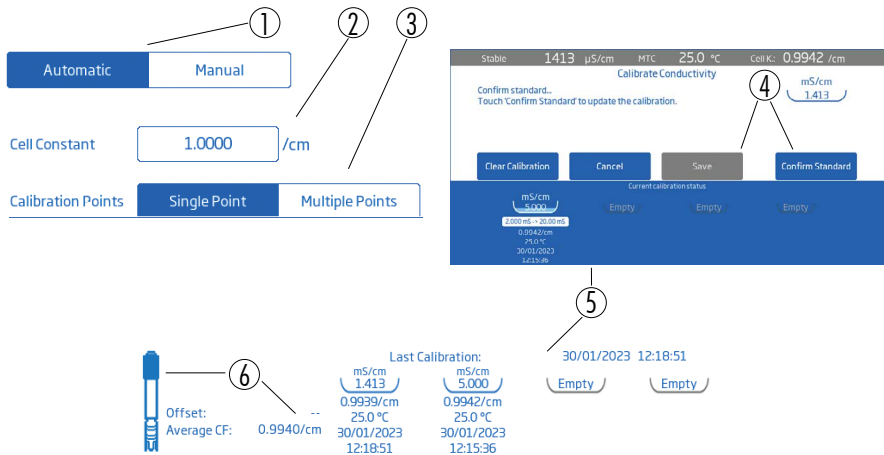 1 2 3
Automatic Manual
Cell Constant 1.0000 /cm
Calibration Points Single Point Multiple Points
Stable 1413 µS/cm MTC 25.0 °C Cell K.: 0.9942 /cm
Calibrate Conductivity
Confirm standard...
Touch 'Confirm Standard' to update the calibration.
mS/cm
1.413
4
Clear Calibration Cancel Save Confirm Standard
Current calibration status
mS/cm
5.000 Empty Empty Empty
2.000 mS -> 20.00 mS
0.9942/cm
25.0 °C
30/01/2023
12:15:36
5
6
Last Calibration: 30/01/2023 12:18:51
mS/cm mS/cm
1.413 5.000 Empty Empty
0.9939/cm 0.9942/cm
Offset: -- 25.0 °C 25.0 °C
Average CF: 0.9940/cm 30/01/2023 30/01/2023
12:18:51 12:15:36